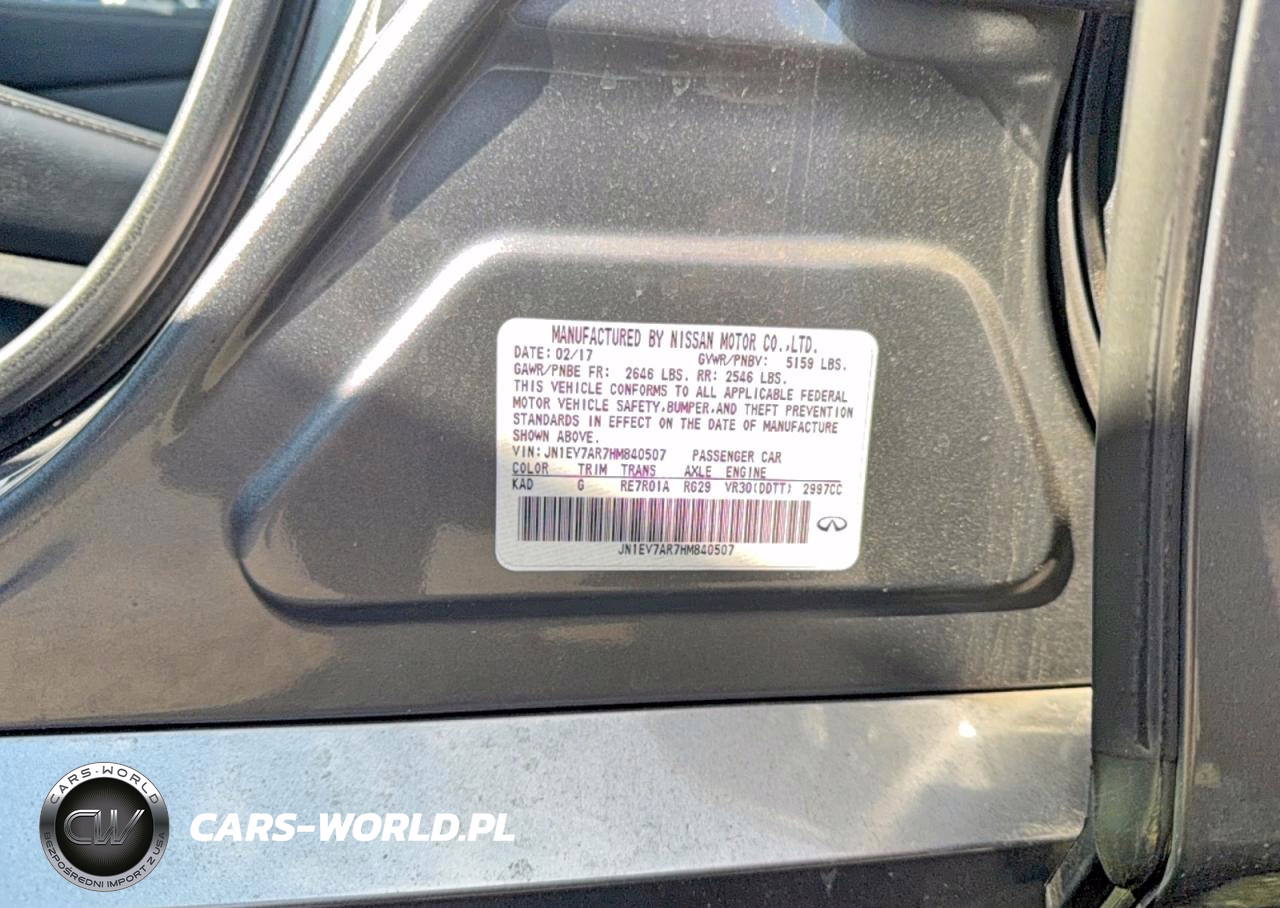 MANUFACTURED BY NISSAN MOTOR CO.,LTD.
DATE: 02/17 GVWR/PNBV: 5159 LBS.
GAWR/PNBE FR: 2646 LBS. RR: 2546 LBS.
THIS VEHICLE CONFORMS TO ALL APPLICABLE FEDERAL
MOTOR VEHICLE SAFETY,BUMPER,AND THEFT PREVENTION
STANDARDS IN EFFECT ON THE DATE OF MANUFACTURE
SHOWN ABOVE.
VIN:JN1EV7AR7HM840507 PASSENGER CAR
COLOR TRIM TRANS AXLE ENGINE
KAD G RE7R01A RG29 VR30(DDTT) 2997CC
JN1EV7AR7HM840507
CARS-WORLD
CW
BEZPOŚREDNI IMPORT Z USA
CARS-WORLD.PL